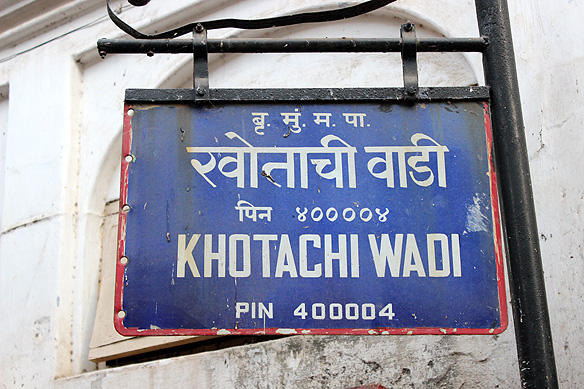 बृ. मुं. म. पा.
खोताची वाडी
पिन ४००००४
KHOTACHI WADI
PIN 400004